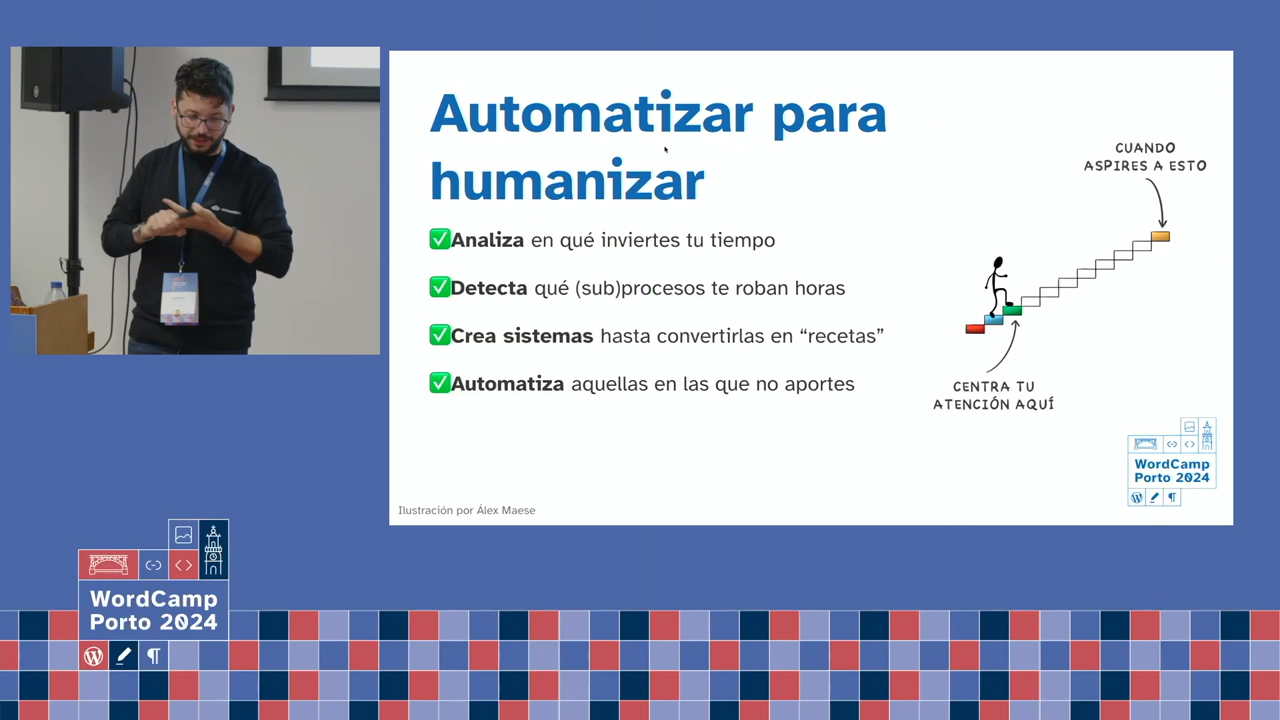 Automatizar para
humanizar
✅Analiza en qué inviertes tu tiempo
✅Detecta qué (sub)procesos te roban horas
✅Crea sistemas hasta convertirlas en “recetas”
✅Automatiza aquellas en las que no aportes
CUANDO
ASPIRES A ESTO
CENTRA TU
ATENCIÓN AQUÍ
WordCamp
Porto 2024
Ilustración por Álex Maese
WordCamp
Porto 2024